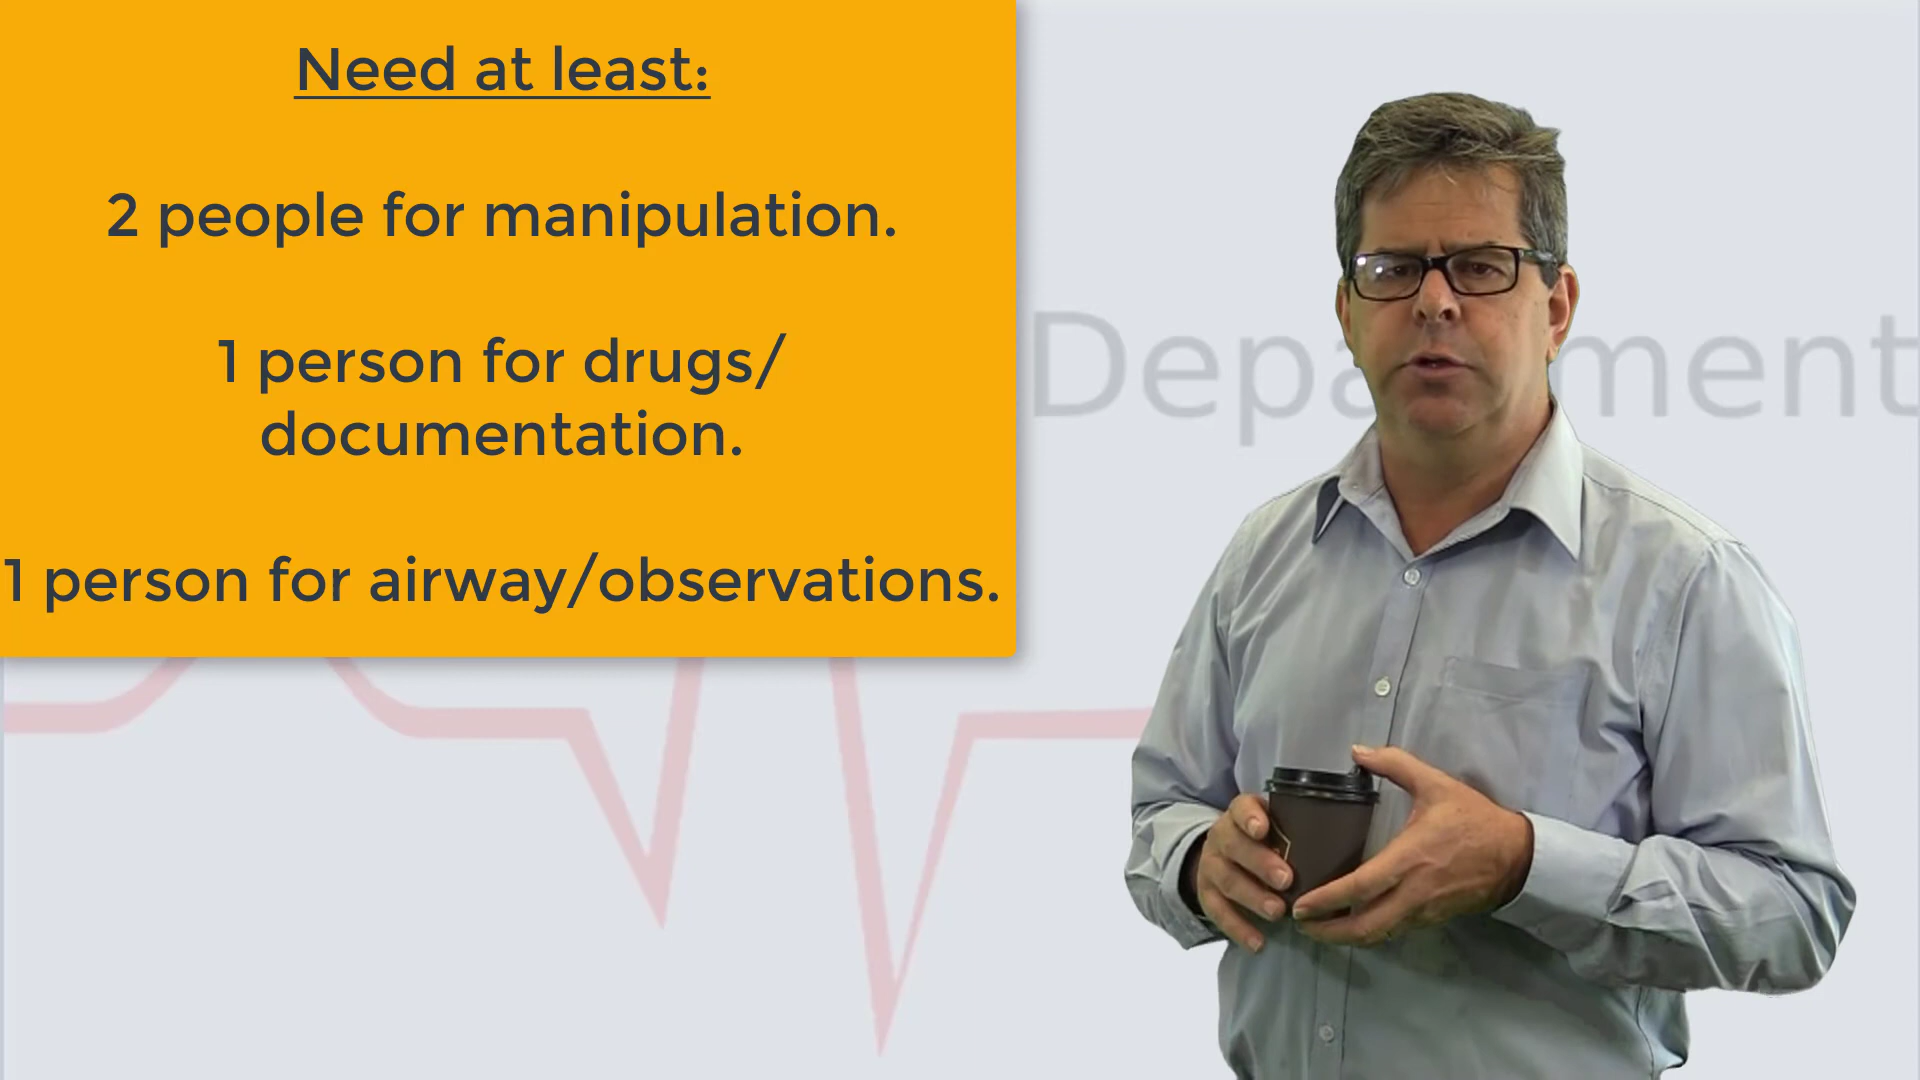 Need at least:
2 people for manipulation.
1 person for drugs/
documentation.
1 person for airway/observations.